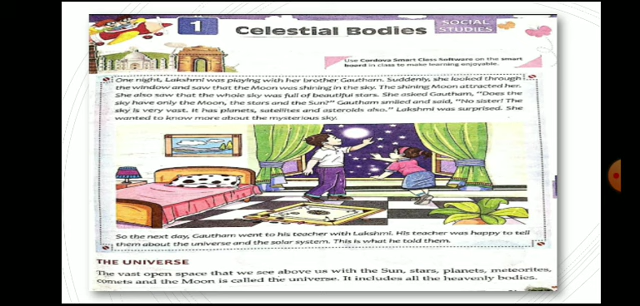 1
Celestial Bodies
SOCIAL
STUDIES
Use Cordova Smart Class Software on the smart
board in class to make learning enjoyable.
One night, Lakshmi was playing with her brother Gautham. Suddenly, she looked through
the window and saw that the Moon was shining in the sky. The shining Moon attracted her.
She also saw that the whole sky was full of beautiful stars. She asked Gautham, "Does the
sky have only the Moon, the stars and the Sun?" Gautham smiled and said, "No sister! The
sky is very vast. It has planets, satellites and asteroids also." Lakshmi was surprised. She
wanted to know more about the mysterious sky.
So the next day, Gautham went to his teacher with Lakshmi. His teacher was happy to tell
them about the universe and the solar system. This is what he told them.
THE UNIVERSE
The vast open space that we see above us with the Sun, stars, planets, meteorites,
comets and the Moon is called the universe. It includes all the heavenly bodies.